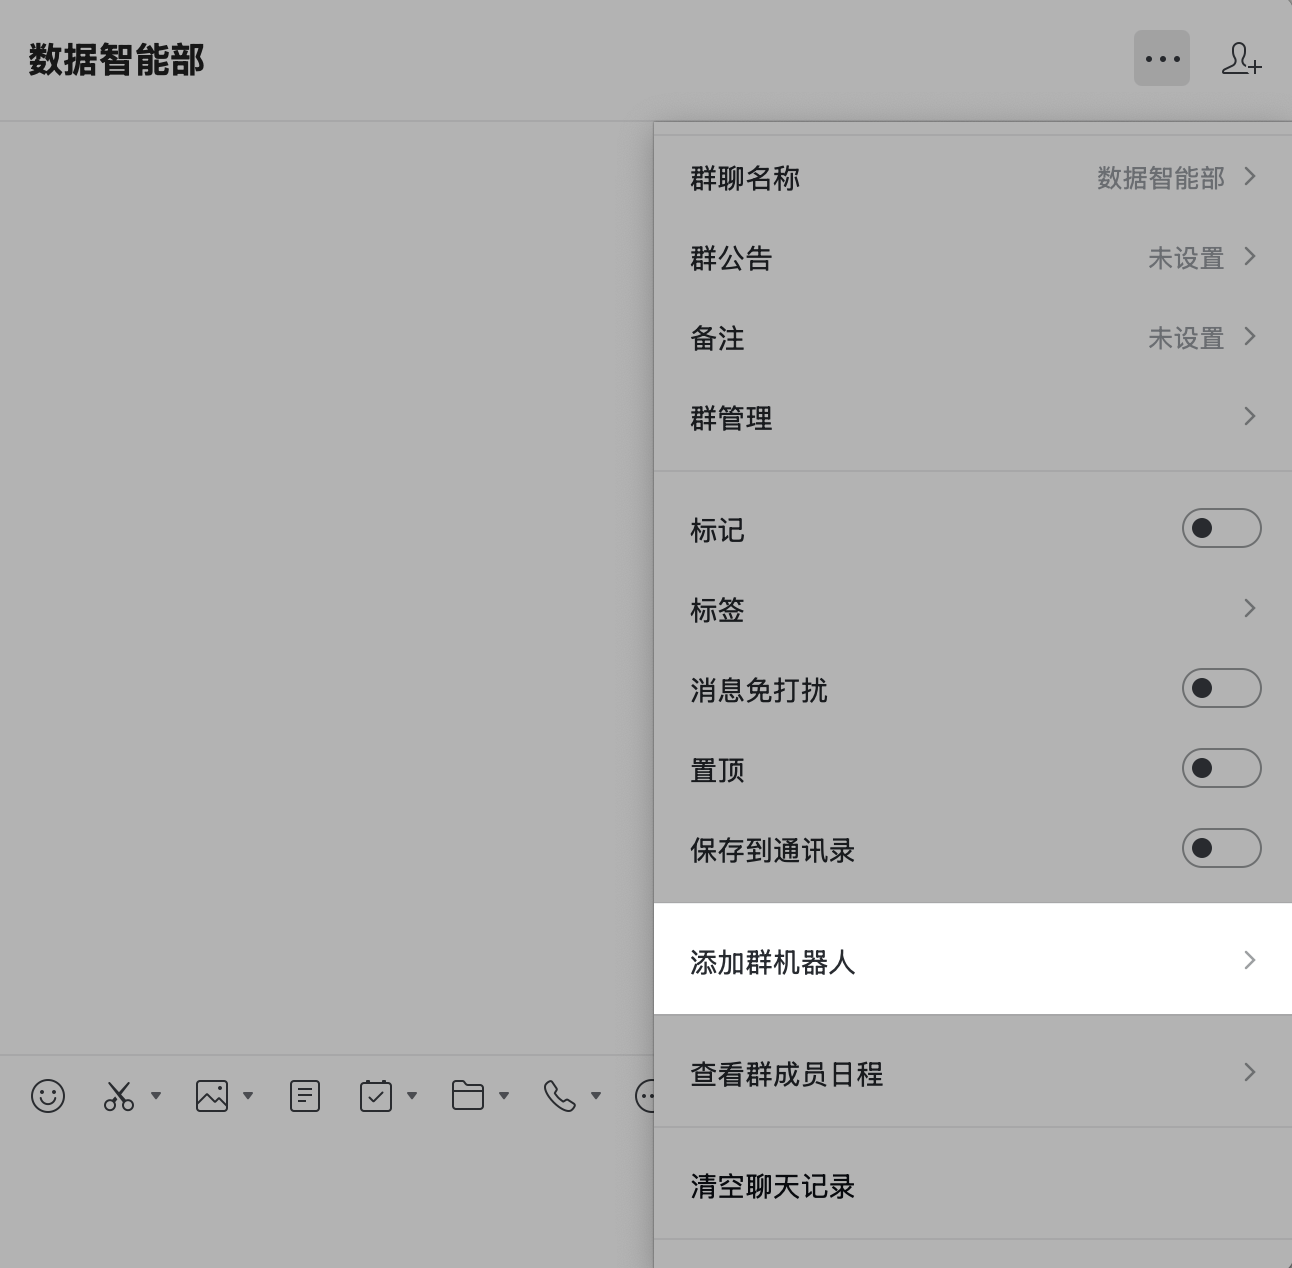 数据智能部
群聊名称 数据智能部
群公告 未设置
备注 未设置
群管理
标记
标签
消息免打扰
置顶
保存到通讯录
添加群机器人
查看群成员日程
清空聊天记录